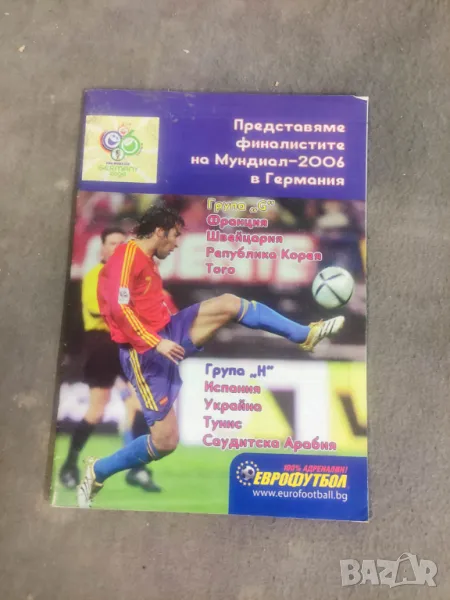 Представяме
финалистите
на Мундиал-2006
в Германия
Група „G“
Франция
Швейцария
Република Корея
Того
Група „H“
Испания
Украйна
Тунис
Саудитска Арабия
100% АДРЕНАЛИН!
ЕВРОФУТБОЛ
www.eurofootball.bg
bazar.bg